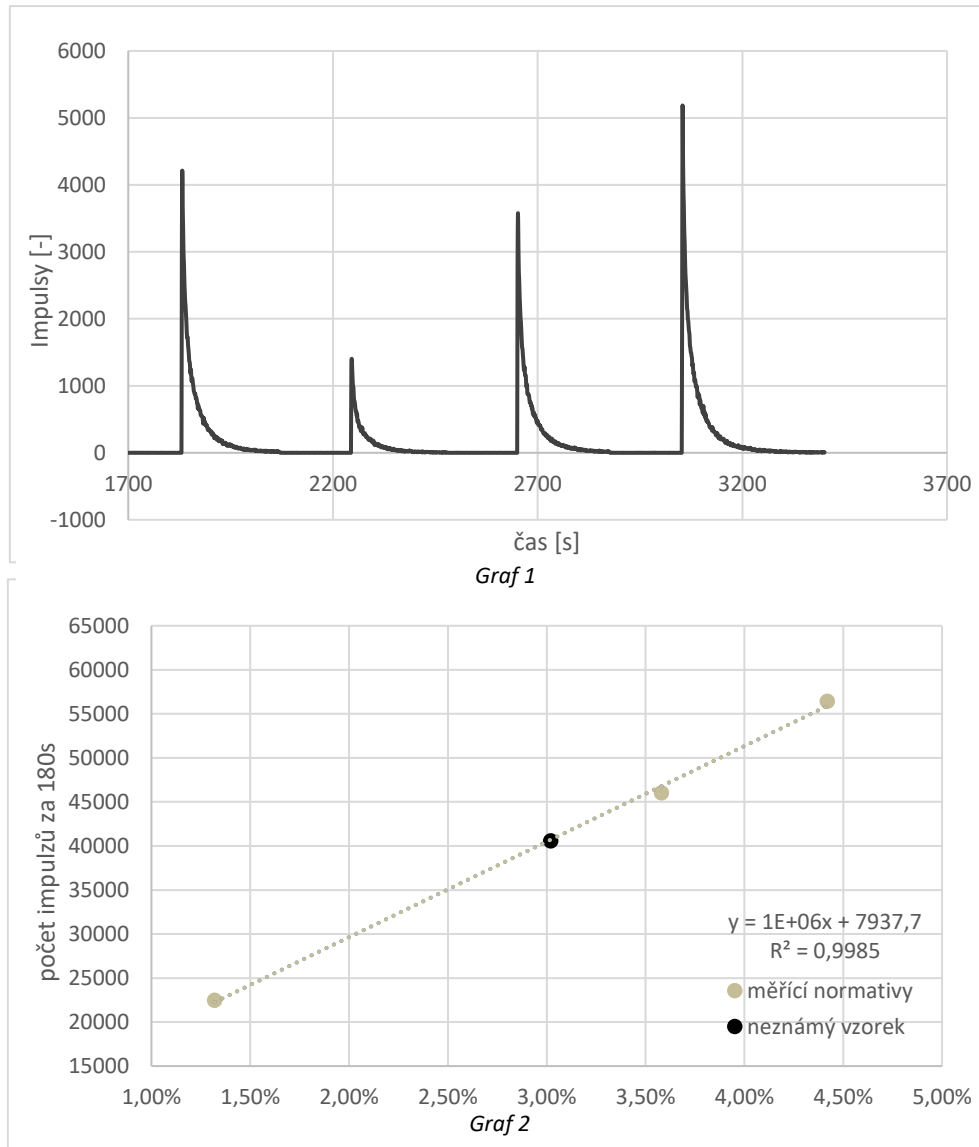 6000
5000
4000
3000
2000
1000
0
-1000
Impulsy [-]
1700 2200 2700 3200 3700
čas [s]
Graf 1
65000
60000
55000
50000
45000
40000
35000
30000
25000
20000
15000
počet impulzů za 180s
y = 1E+06x + 7937,7
R² = 0,9985
měřící normativy
neznámý vzorek
1,00% 1,50% 2,00% 2,50% 3,00% 3,50% 4,00% 4,50% 5,00%
Graf 2